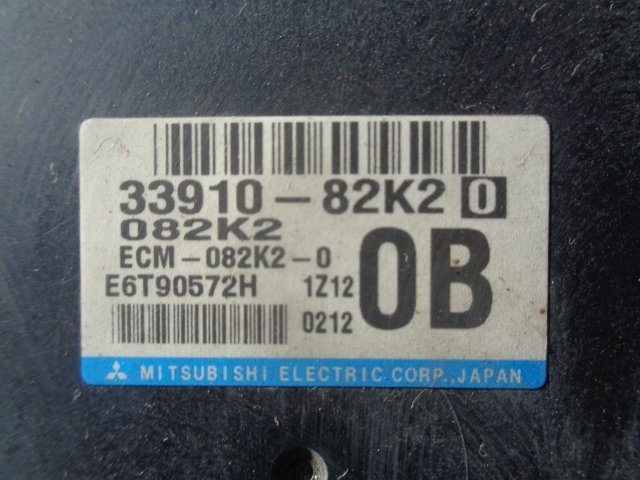 33910-82K2 0
082K2
ECM-082K2-0
E6T90572H 1Z12
0212
0B
MITSUBISHI ELECTRIC CORP., JAPAN